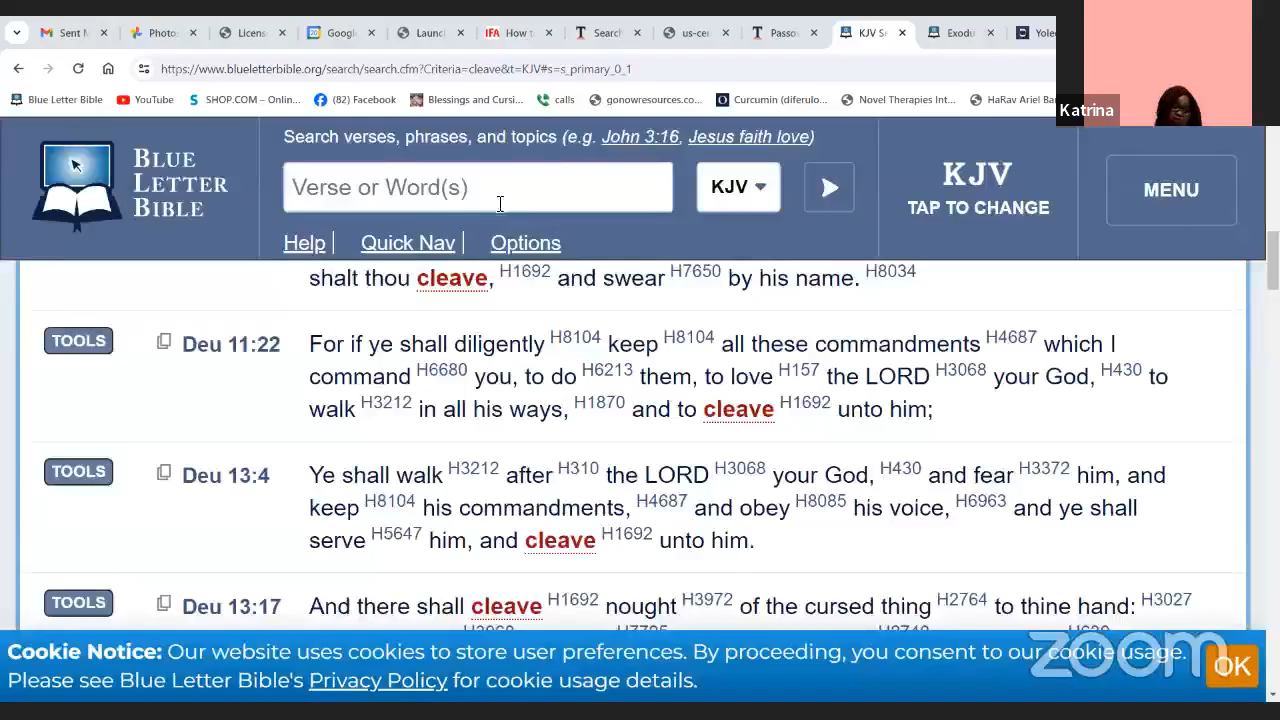 Sent M
Photo:
Licens
Googl
Launc
How t
Search
us-cei
Passo
KJV Se
Exodu
Yole
https://www.blueletterbible.org/search/search.cfm?Criteria=cleave&t=KJV#s=s_primary_0_1
Blue Letter Bible
YouTube
SHOP.COM – Onlin...
(82) Facebook
Blessings and Cursi...
calls
gonowresources.co...
Curcumin (diferulo...
Novel Therapies Int...
HaRav Ariel Ba
Katrina
BLUE
LETTER
BIBLE
Search verses, phrases, and topics (e.g. John 3:16, Jesus faith love)
Verse or Word(s)
KJV
Help | Quick Nav | Options
KJV
TAP TO CHANGE
MENU
shalt thou cleave, H1692 and swear H7650 by his name. H8034
TOOLS
Deu 11:22
For if ye shall diligently H8104 keep H8104 all these commandments H4687 which I
command H6680 you, to do H6213 them, to love H157 the LORD H3068 your God, H430 to
walk H3212 in all his ways, H1870 and to cleave H1692 unto him;
TOOLS
Deu 13:4
Ye shall walk H3212 after H310 the LORD H3068 your God, H430 and fear H3372 him, and
keep H8104 his commandments, H4687 and obey H8085 his voice, H6963 and ye shall
serve H5647 him, and cleave H1692 unto him.
TOOLS
Deu 13:17
And there shall cleave H1692 nought H3972 of the cursed thing H2764 to thine hand: H3027
Cookie Notice: Our website uses cookies to store user preferences. By proceeding, you consent to our cookie usage.
Please see Blue Letter Bible's Privacy Policy for cookie usage details.
OK
zoom